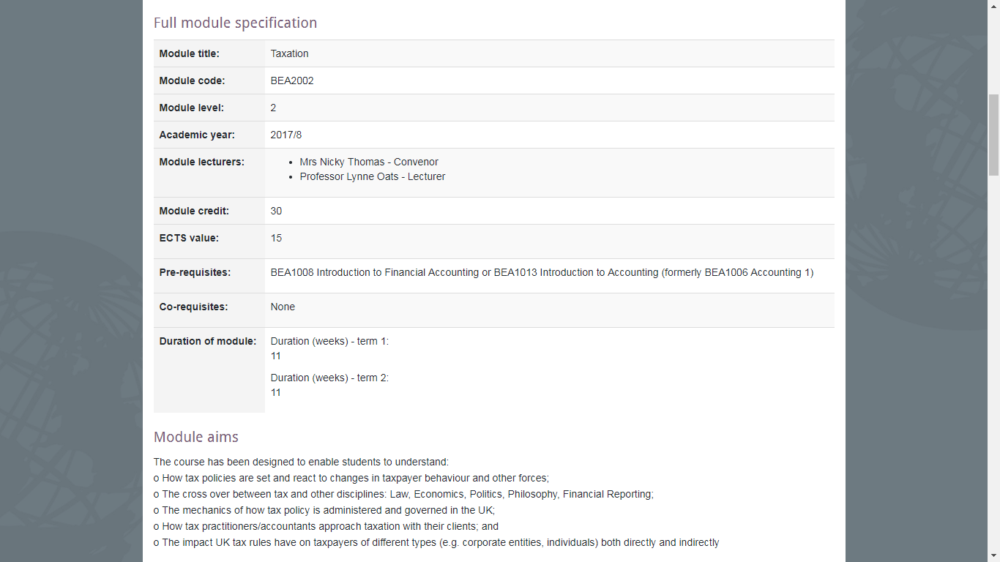 Full module specification
Module title: Taxation
Module code: BEA2002
Module level: 2
Academic year: 2017/8
Module lecturers: • Mrs Nicky Thomas - Convenor
• Professor Lynne Oats - Lecturer
Module credit: 30
ECTS value: 15
Pre-requisites: BEA1008 Introduction to Financial Accounting or BEA1013 Introduction to Accounting (formerly BEA1006 Accounting 1)
Co-requisites: None
Duration of module: Duration (weeks) - term 1:
11
Duration (weeks) - term 2:
11
Module aims
The course has been designed to enable students to understand:
o How tax policies are set and react to changes in taxpayer behaviour and other forces;
o The cross over between tax and other disciplines: Law, Economics, Politics, Philosophy, Financial Reporting;
o The mechanics of how tax policy is administered and governed in the UK;
o How tax practitioners/accountants approach taxation with their clients; and
o The impact UK tax rules have on taxpayers of different types (e.g. corporate entities, individuals) both directly and indirectly